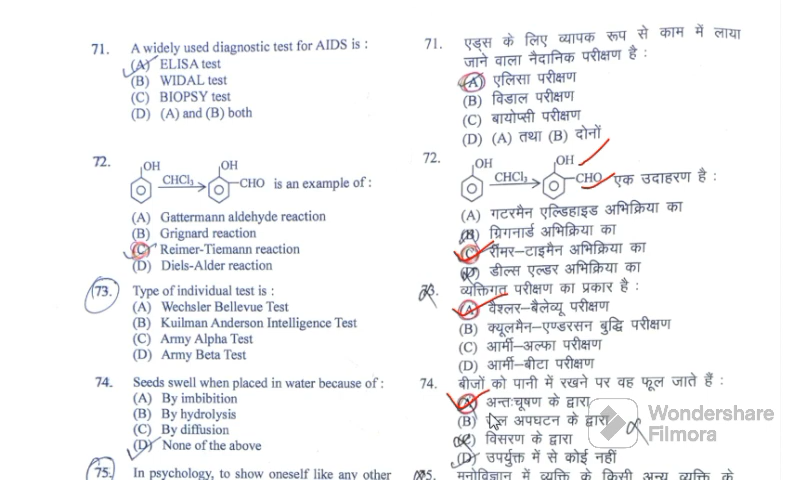 71. A widely used diagnostic test for AIDS is :
(A) ELISA test
(B) WIDAL test
(C) BIOPSY test
(D) (A) and (B) both
72. OH CHCl₃ OH CHO is an example of :
(A) Gattermann aldehyde reaction
(B) Grignard reaction
(C) Reimer-Tiemann reaction
(D) Diels-Alder reaction
73. Type of individual test is :
(A) Wechsler Bellevue Test
(B) Kuilman Anderson Intelligence Test
(C) Army Alpha Test
(D) Army Beta Test
74. Seeds swell when placed in water because of :
(A) By imbibition
(B) By hydrolysis
(C) By diffusion
(D) None of the above
75. In psychology, to show oneself like any other
71. एड्स के लिए व्यापक रूप से काम में लाया
जाने वाला नैदानिक परीक्षण है :
(A) एलिसा परीक्षण
(B) विडाल परीक्षण
(C) बायोप्सी परीक्षण
(D) (A) तथा (B) दोनों
72. OH CHCl₃ OH CHO एक उदाहरण है :
(A) गटरमैन एल्डिहाइड अभिक्रिया का
(B) ग्रिगनार्ड अभिक्रिया का
(C) रीमर–टाइमैन अभिक्रिया का
(D) डील्स एल्डर अभिक्रिया का
73. व्यक्तिगत परीक्षण का प्रकार है :
(A) वैश्लर–बैलेव्यू परीक्षण
(B) क्यूलमैन–एण्डरसन बुद्धि परीक्षण
(C) आर्मी–अल्फा परीक्षण
(D) आर्मी–बीटा परीक्षण
74. बीजों को पानी में रखने पर वह फूल जाते हैं :
(A) अन्तःचूषण के द्वारा
(B) जल अपघटन के द्वारा
(C) विसरण के द्वारा
(D) उपर्युक्त में से कोई नहीं
75. मनोविज्ञान में व्यक्ति के किसी अन्य व्यक्ति के
Wondershare
Filmora